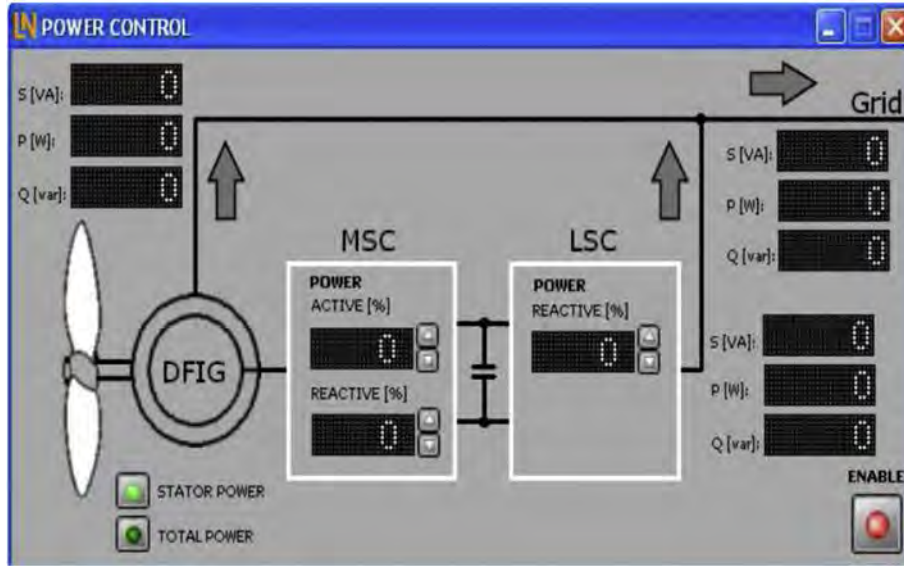 LN POWER CONTROL
S [VA]: 0
P [W]: 0
Q [var]: 0
Grid
S [VA]: 0
P [W]: 0
Q [var]: 0
MSC
POWER
ACTIVE [%]
0
REACTIVE [%]
0
LSC
POWER
REACTIVE [%]
0
DFIG
S [VA]: 0
P [W]: 0
Q [var]: 0
STATOR POWER
TOTAL POWER
ENABLE